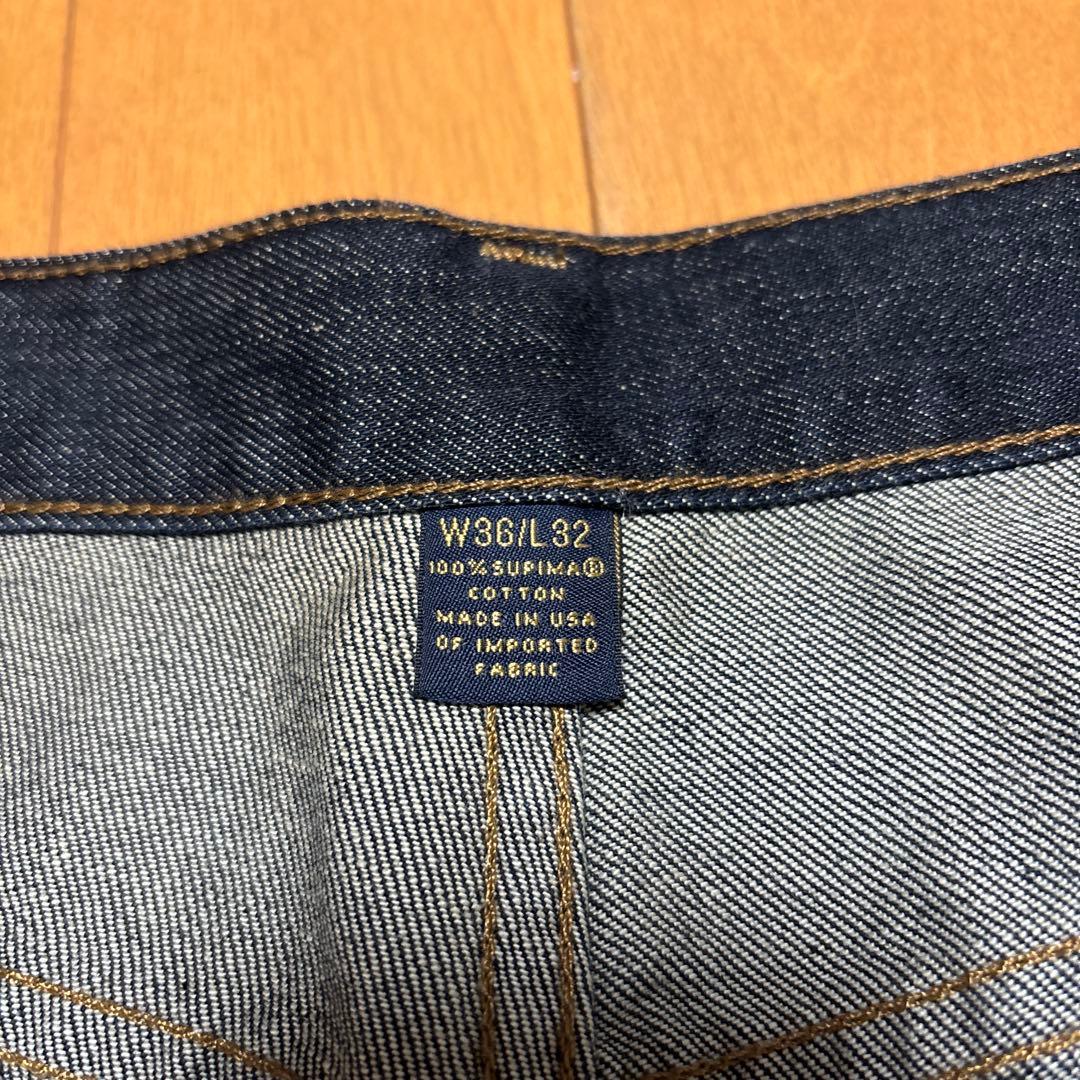 W36/L32
100%SUPIMA®
COTTON
MADE IN USA
OF IMPORTED
FABRIC